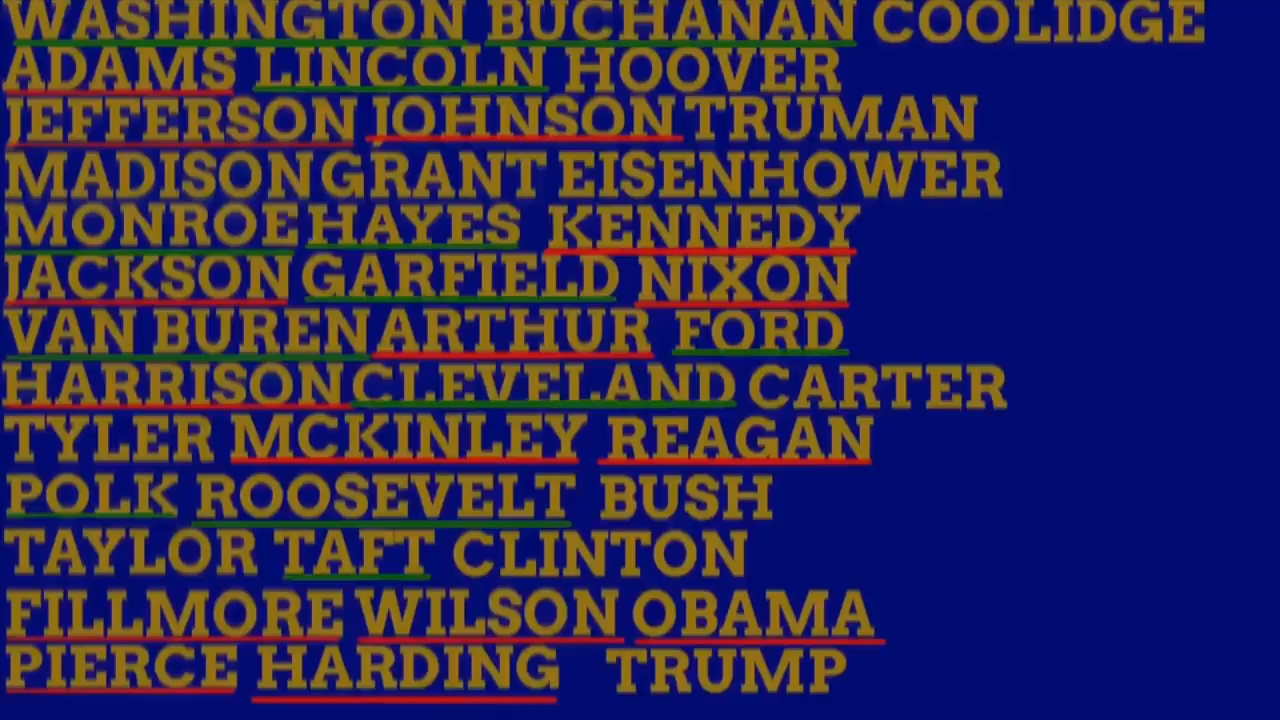 WASHINGTON BUCHANAN COOLIDGE
ADAMS LINCOLN HOOVER
JEFFERSON JOHNSON TRUMAN
MADISON GRANT EISENHOWER
MONROE HAYES KENNEDY
JACKSON GARFIELD NIXON
VAN BUREN ARTHUR FORD
HARRISON CLEVELAND CARTER
TYLER MCKINLEY REAGAN
POLK ROOSEVELT BUSH
TAYLOR TAFT CLINTON
FILLMORE WILSON OBAMA
PIERCE HARDING TRUMP